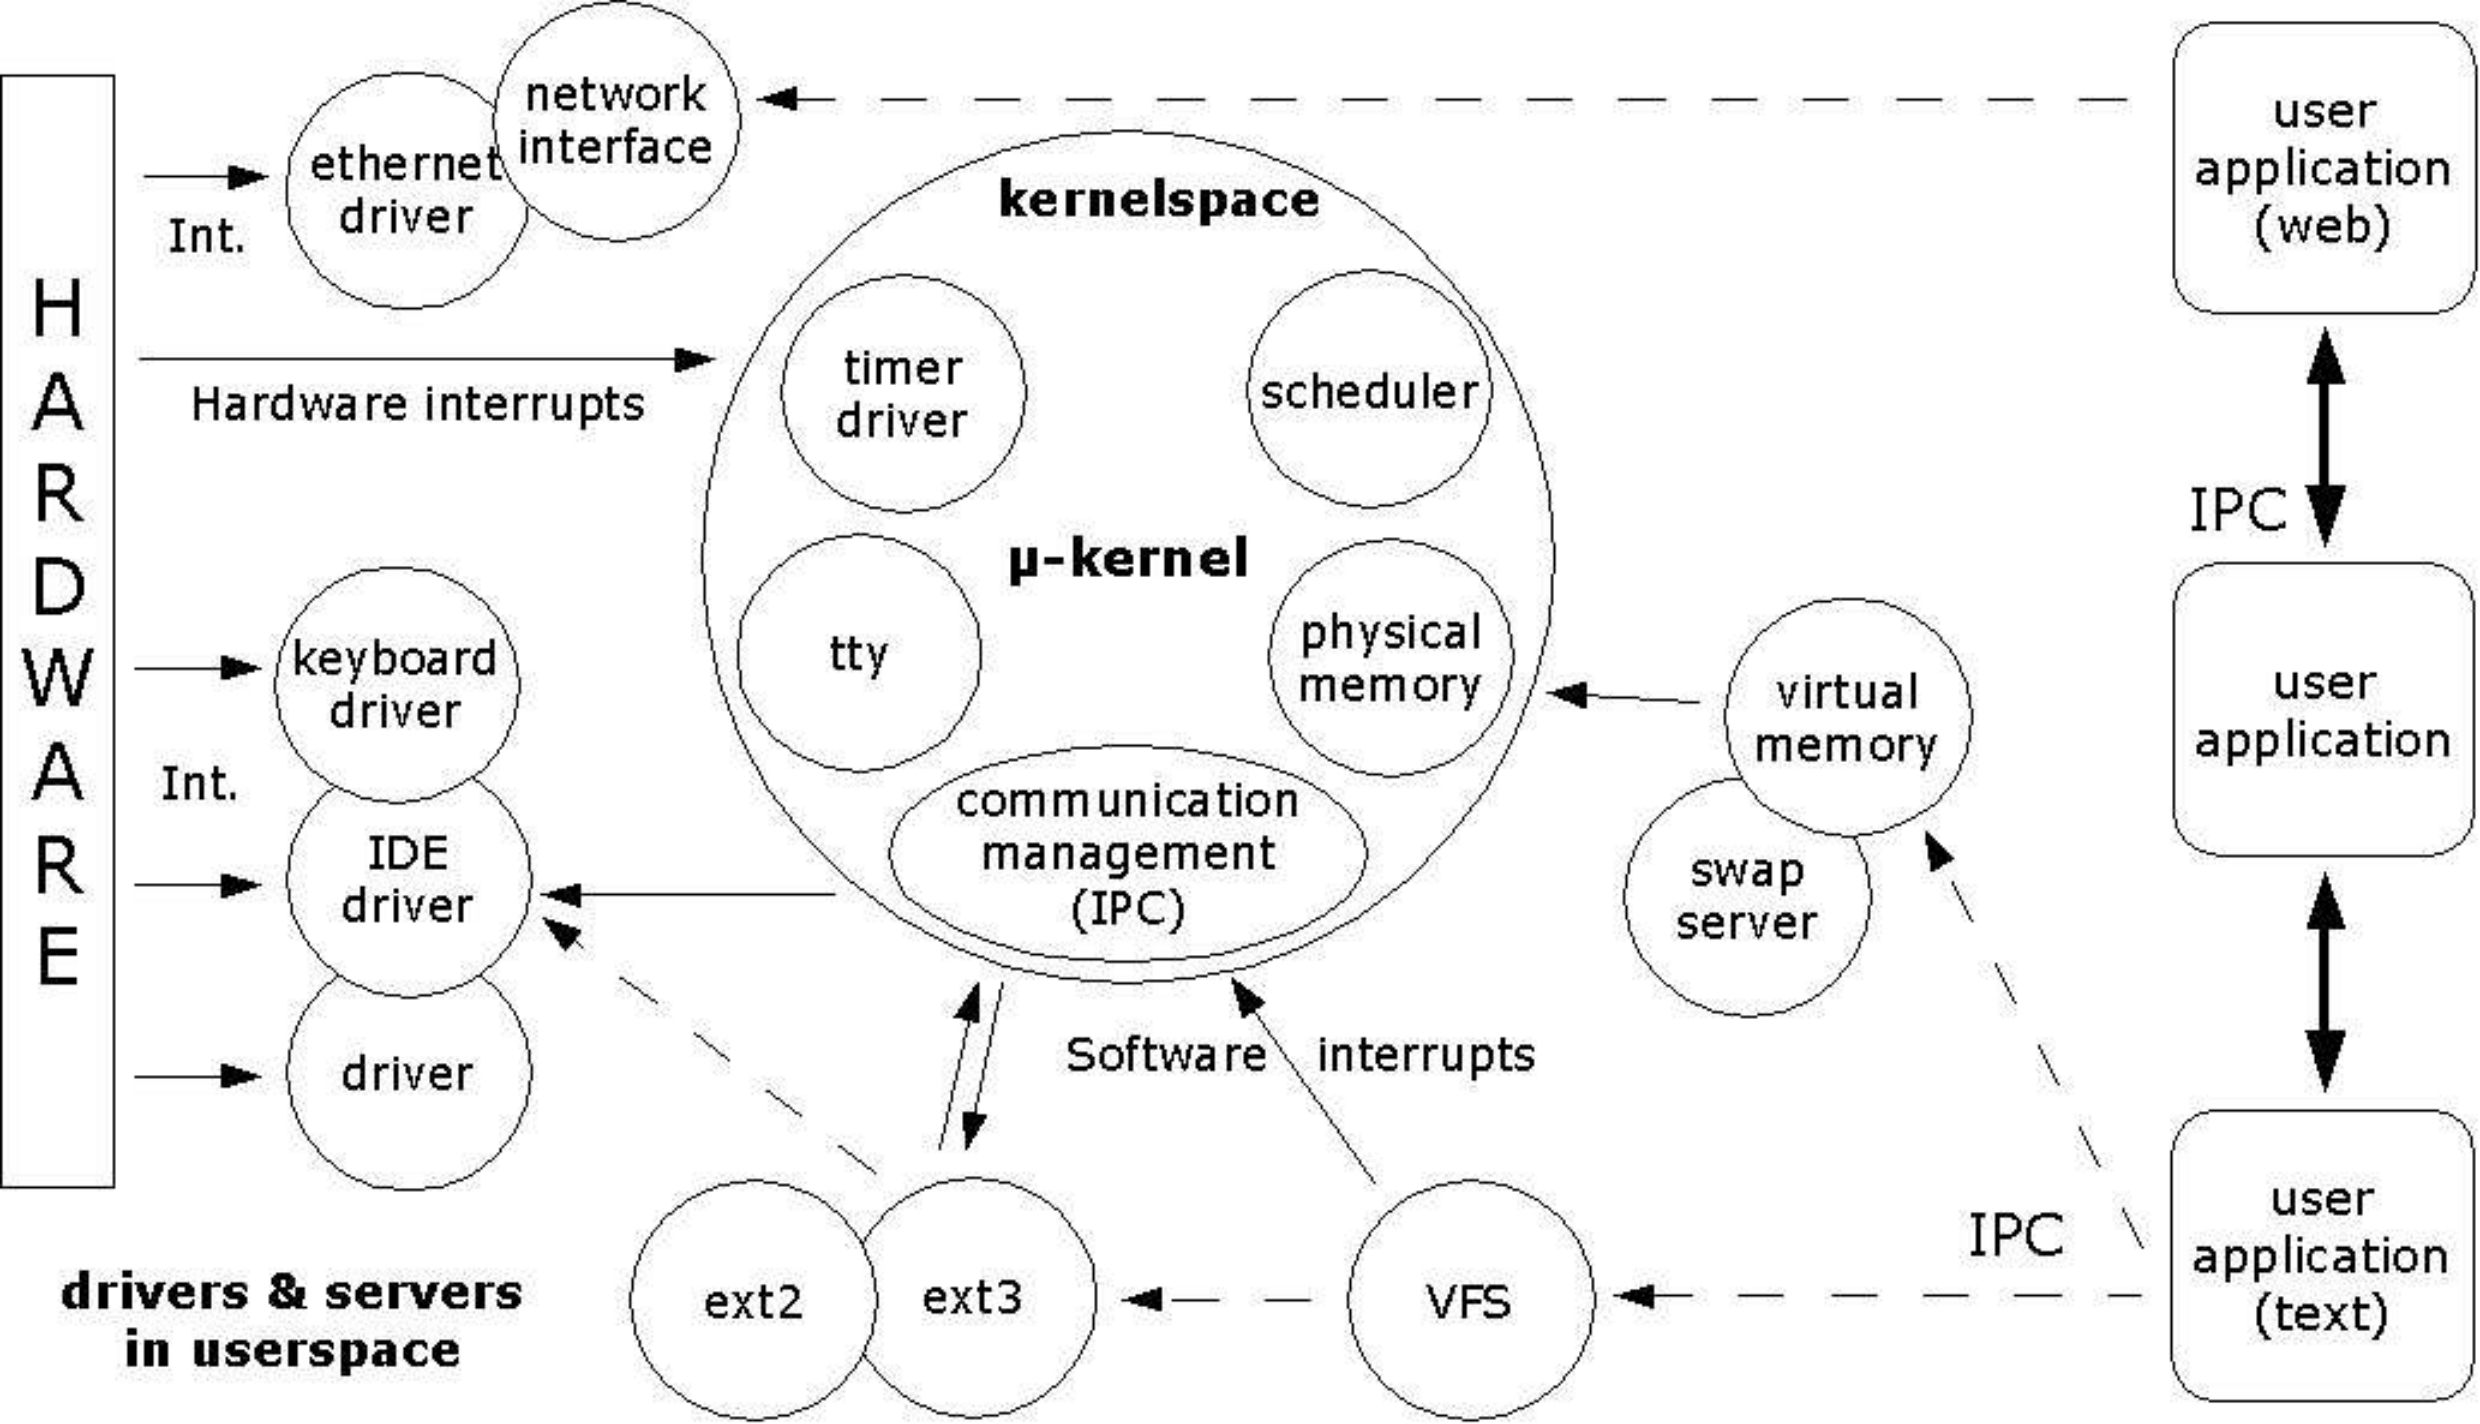 network
interface
ethernet
driver
Int.
user
application
(web)
kernelspace
HARDWARE
Hardware interrupts
timer
driver
scheduler
IPC
µ-kernel
keyboard
driver
tty
physical
memory
virtual
memory
user
application
Int.
IDE
driver
communication
management
(IPC)
swap
server
driver
Software interrupts
drivers & servers
in userspace
ext2
ext3
VFS
IPC
user
application
(text)